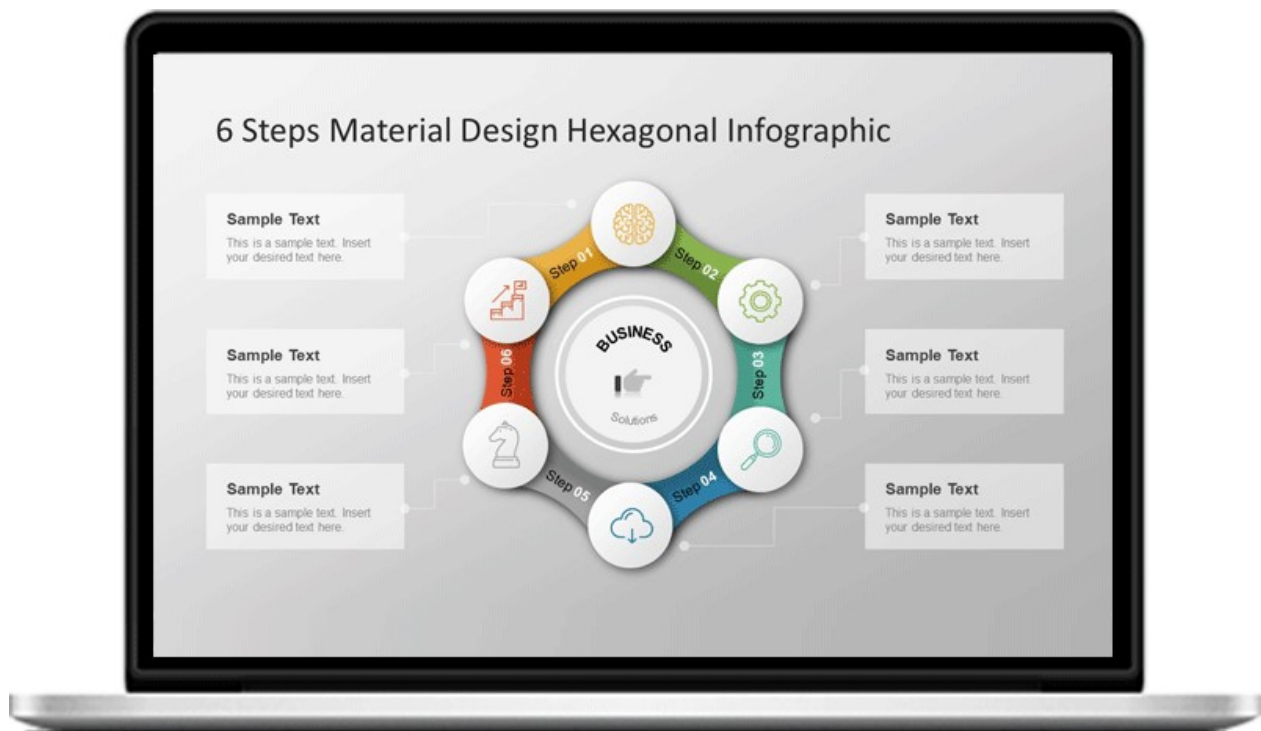 6 Steps Material Design Hexagonal Infographic
Sample Text
This is a sample text. Insert
your desired text here.
Sample Text
This is a sample text. Insert
your desired text here.
Sample Text
This is a sample text. Insert
your desired text here.
Step 01
Step 02
Step 03
Step 04
Step 05
Step 06
BUSINESS
Solutions
Sample Text
This is a sample text. Insert
your desired text here.
Sample Text
This is a sample text. Insert
your desired text here.
Sample Text
This is a sample text. Insert
your desired text here.